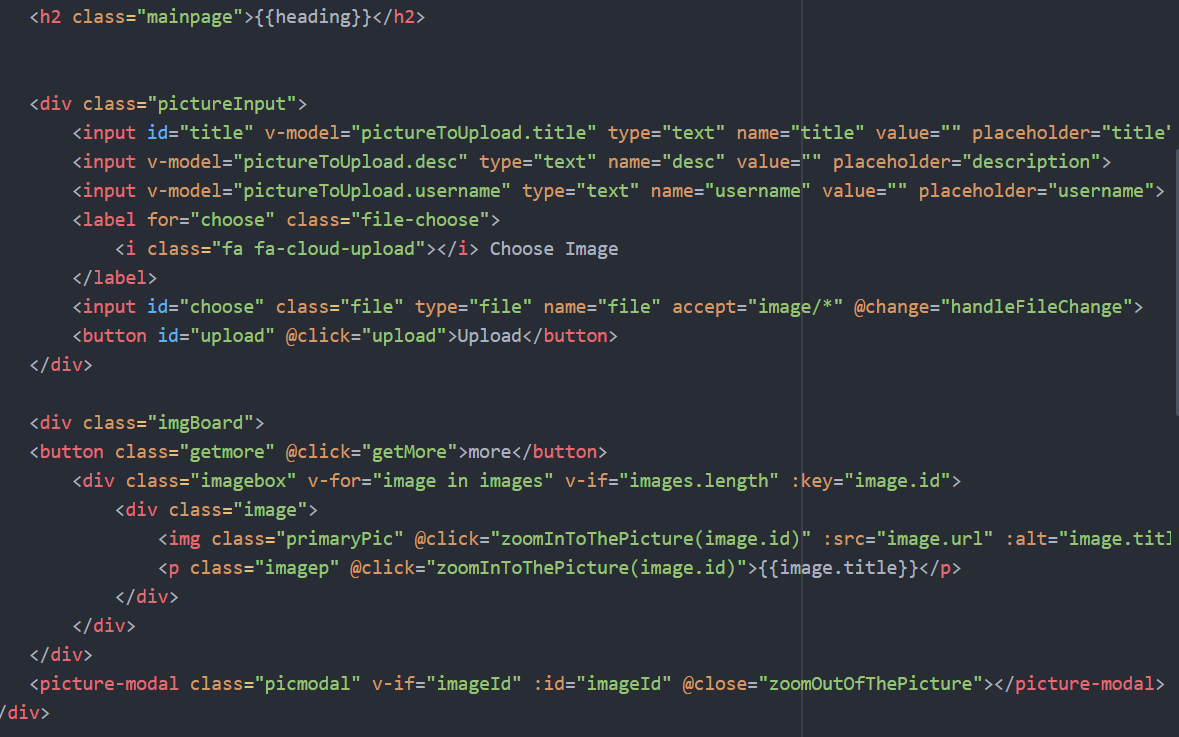 <h2 class="mainpage">{{heading}}</h2>
<div class="pictureInput">
<input id="title" v-model="pictureToUpload.title" type="text" name="title" value="" placeholder="title"
<input v-model="pictureToUpload.desc" type="text" name="desc" value="" placeholder="description">
<input v-model="pictureToUpload.username" type="text" name="username" value="" placeholder="username">
<label for="choose" class="file-choose">
<i class="fa fa-cloud-upload"></i> Choose Image
</label>
<input id="choose" class="file" type="file" name="file" accept="image/*" @change="handleFileChange">
<button id="upload" @click="upload">Upload</button>
</div>
<div class="imgBoard">
<button class="getmore" @click="getMore">more</button>
<div class="imagebox" v-for="image in images" v-if="images.length" :key="image.id">
<div class="image">
<img class="primaryPic" @click="zoomInToThePicture(image.id)" :src="image.url" :alt="image.titl
<p class="imagep" @click="zoomInToThePicture(image.id)">{{image.title}}</p>
</div>
</div>
</div>
<picture-modal class="picmodal" v-if="imageId" :id="imageId" @close="zoomOutOfThePicture"></picture-modal>
/div>